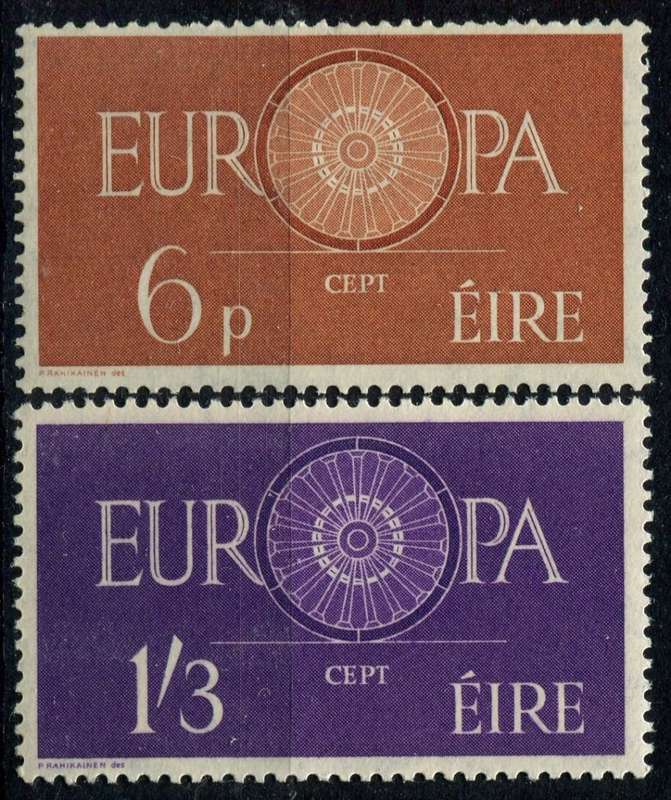 EUROPA
6p
CEPT
ÉIRE
P.RAHIKAINEN des
EUROPA
1/3
CEPT
ÉIRE
P.RAHIKAINEN des